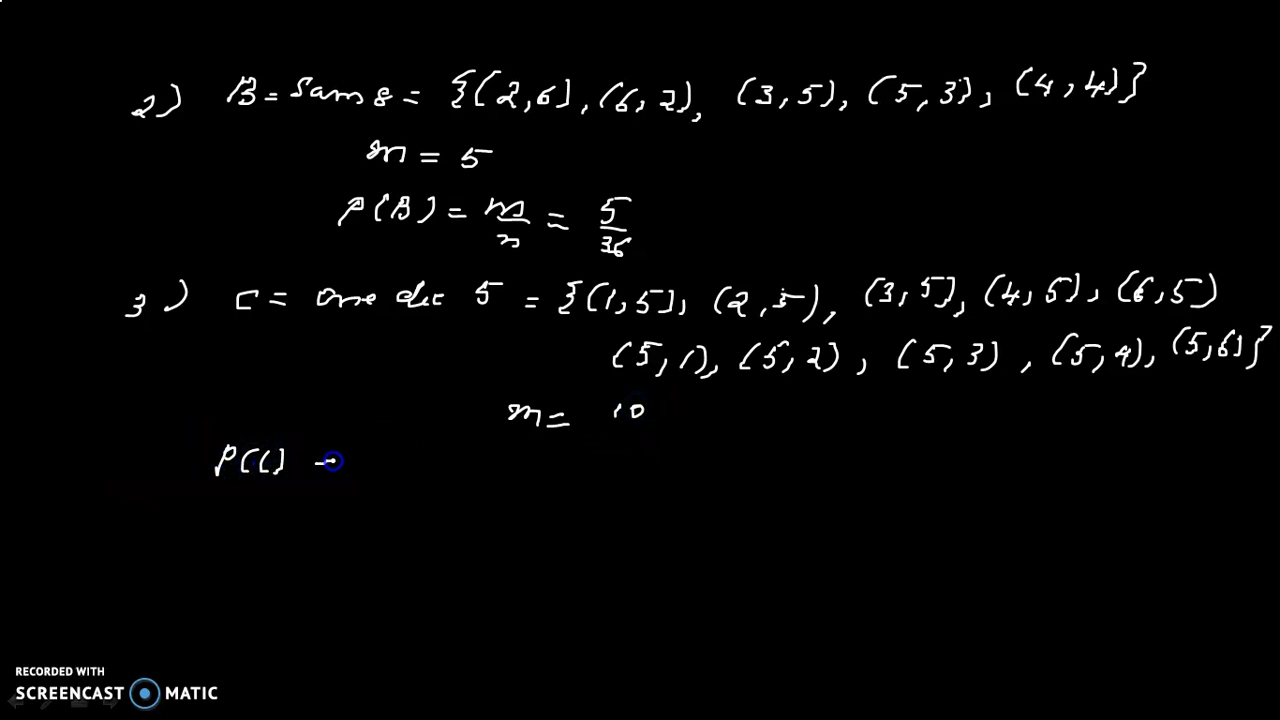 2) B = Sum 8 = {(2,6), (6,2), (3,5), (5,3), (4,4)}
m = 5
P(B) = m/n = 5/36
3) C = one die 5 = {(1,5), (2,5), (3,5), (4,5), (6,5)
(5,1), (5,2), (5,3), (5,4), (5,6)}
m = 10
P(C) =
RECORDED WITH
SCREENCAST MATIC